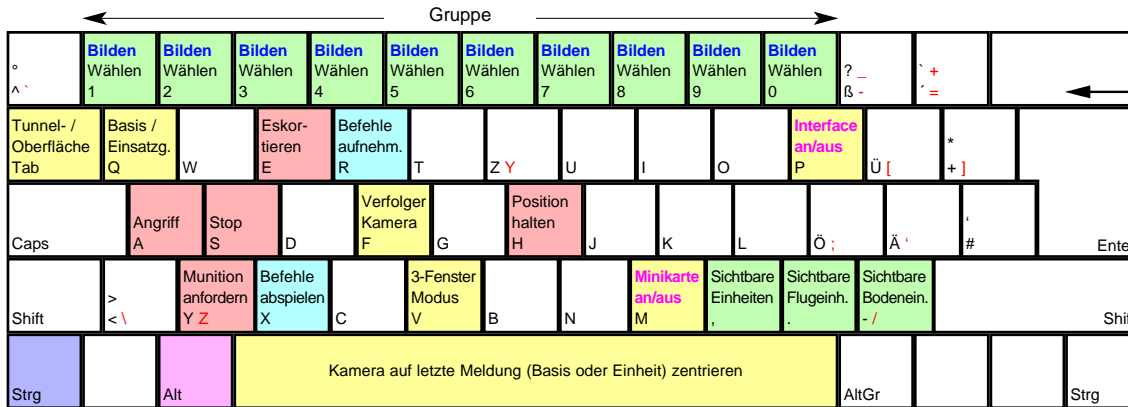 Gruppe
Bilden Bilden Bilden Bilden Bilden Bilden Bilden Bilden Bilden Bilden
° Wählen Wählen Wählen Wählen Wählen Wählen Wählen Wählen Wählen Wählen ? _ ` +
^ ` 1 2 3 4 5 6 7 8 9 0 ß - ´ =
Tunnel- / Basis / Eskor- Befehle Interface *
Oberfläche Einsatzg. tieren aufnehm. an/aus
Tab Q W E R T Z Y U I O P Ü [ + ]
Angriff Stop Verfolger Position
Kamera halten ‘
Caps A S D F G H J K L Ö ; Ä ‘ # Ente
Munition Befehle 3-Fenster Minikarte Sichtbare Sichtbare Sichtbare
> anfordern abspielen Modus an/aus Einheiten Flugeinh. Bodenein.
Shift < \ Y Z X C V B N M , . - / Shif
Kamera auf letzte Meldung (Basis oder Einheit) zentrieren
Strg Alt AltGr Strg